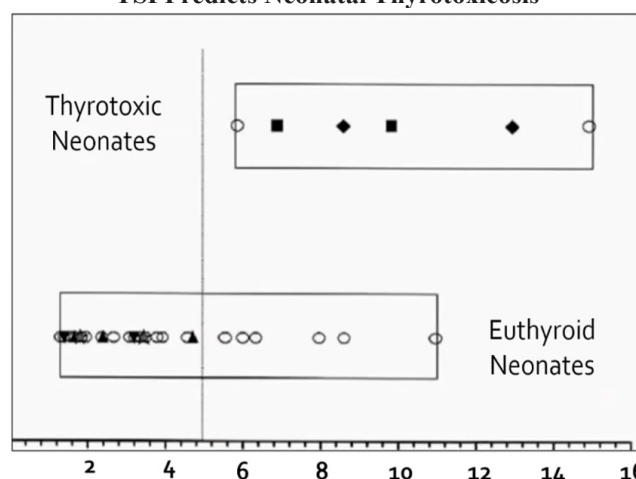 TSI Predicts Neonatal Thyrotoxicosis
Thyrotoxic
Neonates
Euthyroid
Neonates
2 4 6 8 10 12 14